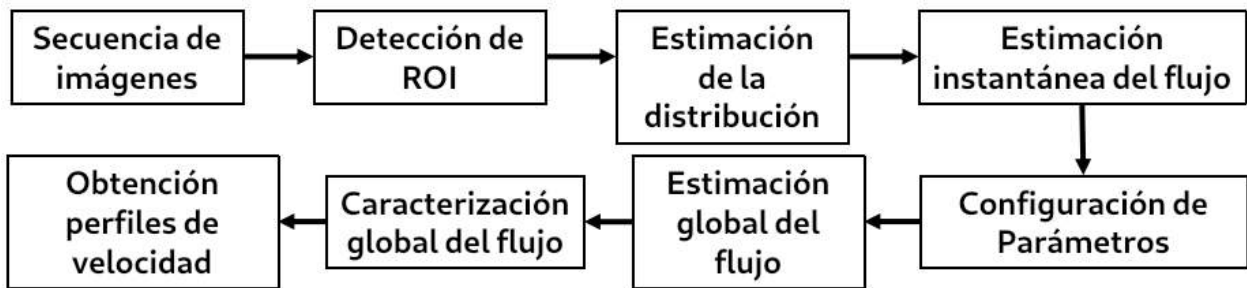 Secuencia de
imágenes
Detección de
ROI
Estimación
de la
distribución
Estimación
instantánea del flujo
Configuración de
Parámetros
Estimación
global del
flujo
Caracterización
global del flujo
Obtención
perfiles de
velocidad